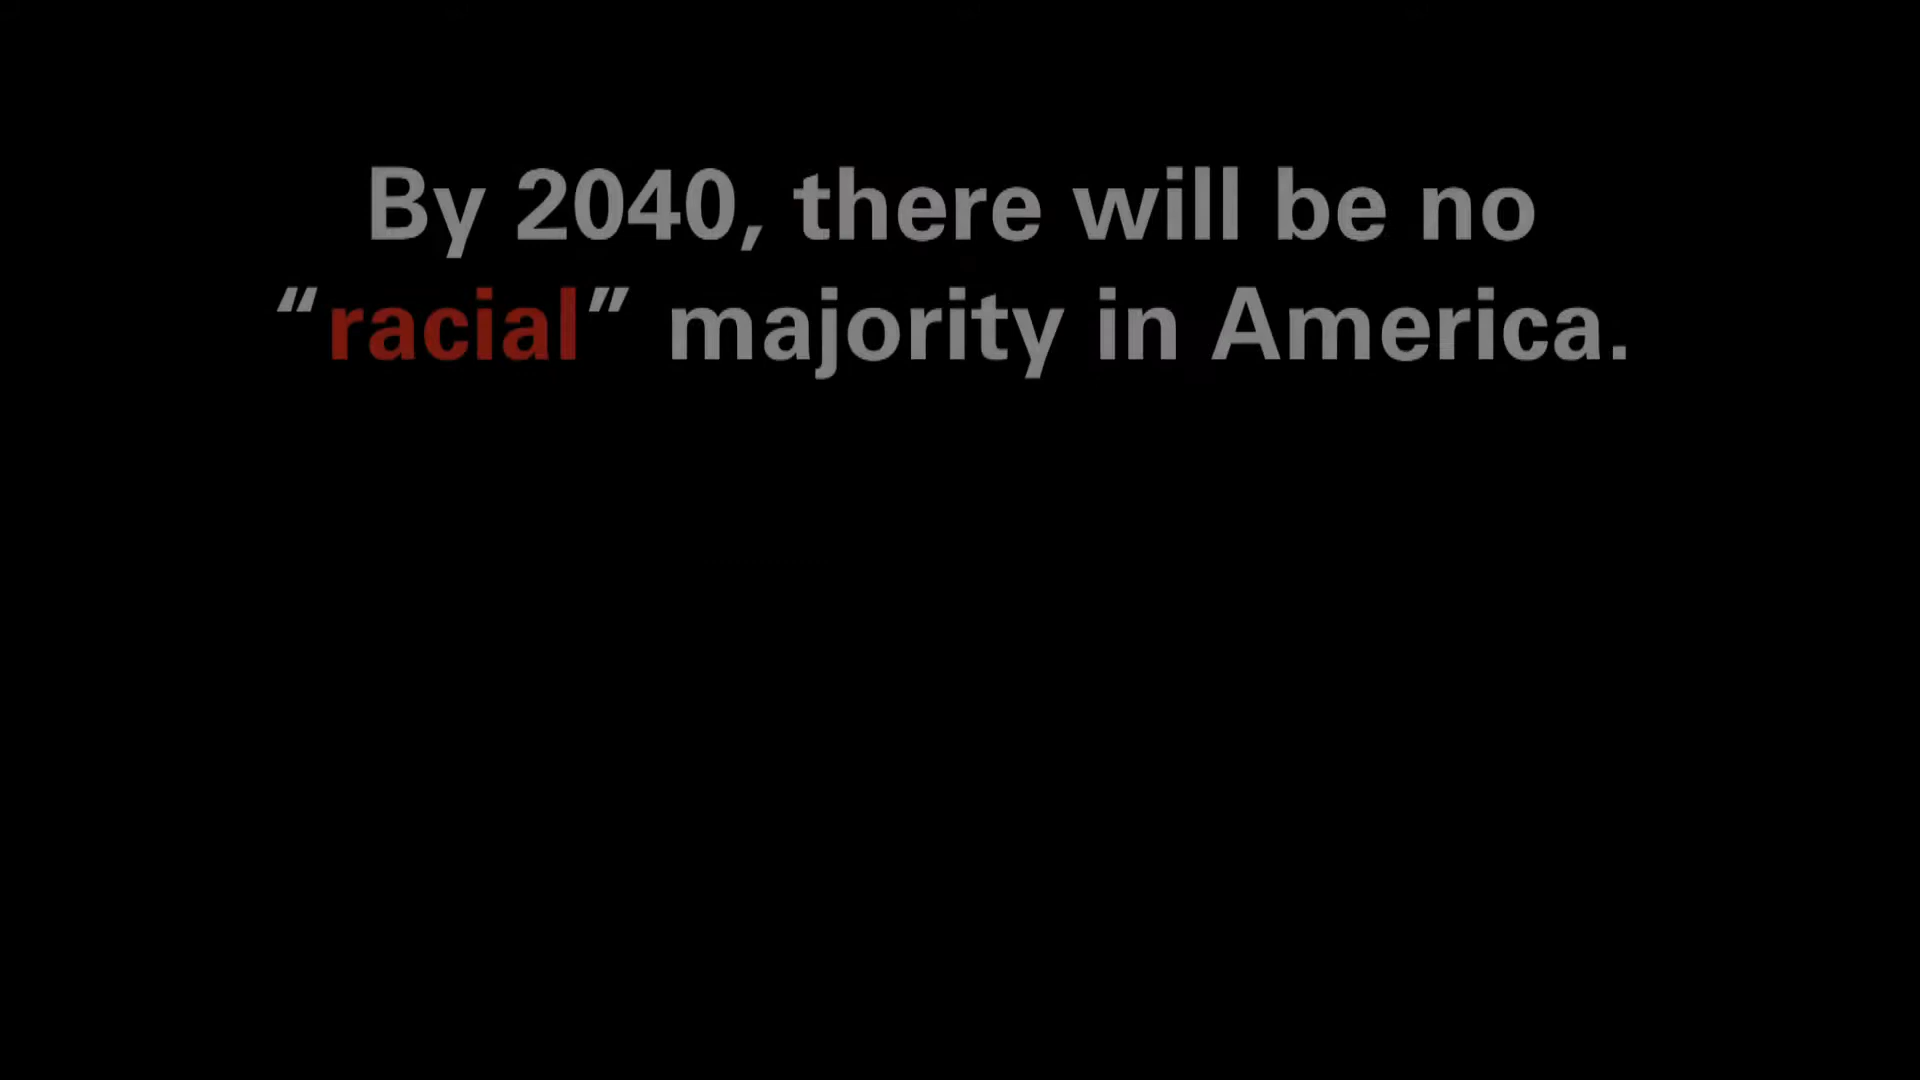 By 2040, there will be no
“racial” majority in America.